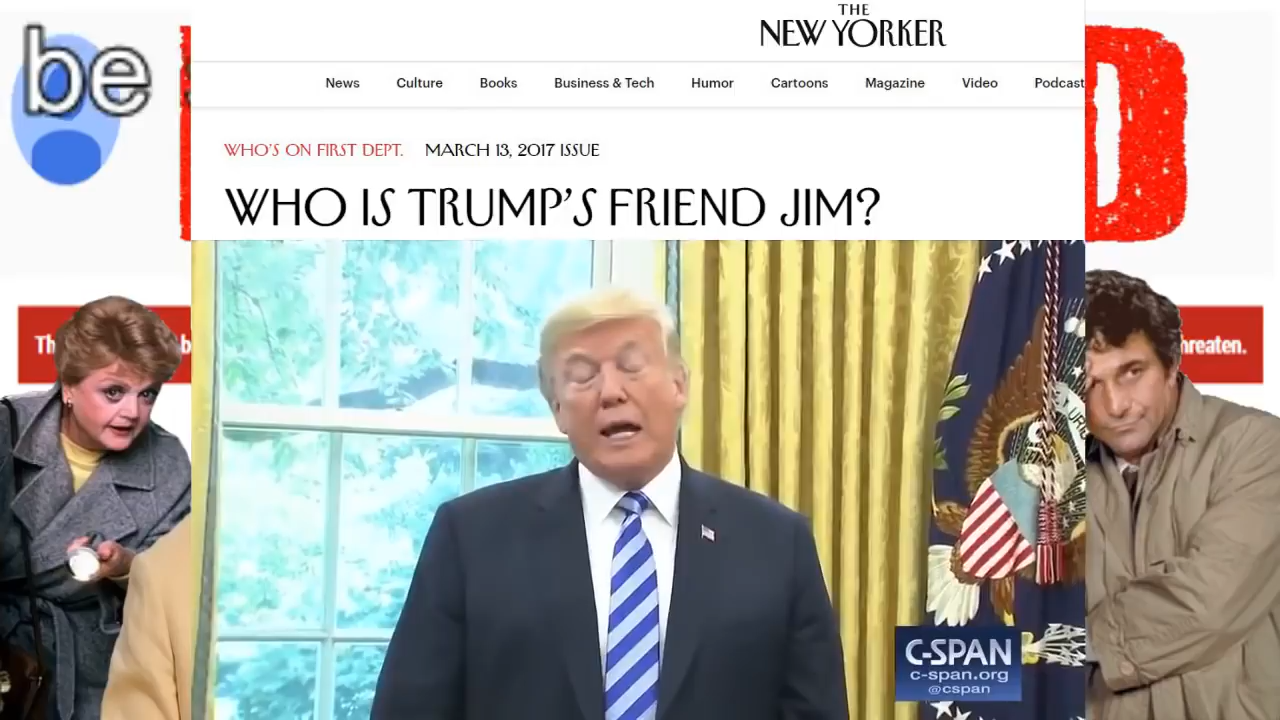 be
THE
NEW YORKER
News Culture Books Business & Tech Humor Cartoons Magazine Video Podcast
WHO'S ON FIRST DEPT. MARCH 13, 2017 ISSUE
WHO IS TRUMP'S FRIEND JIM?
D
Th b hreaten.
C-SPAN
c-span.org
@cspan